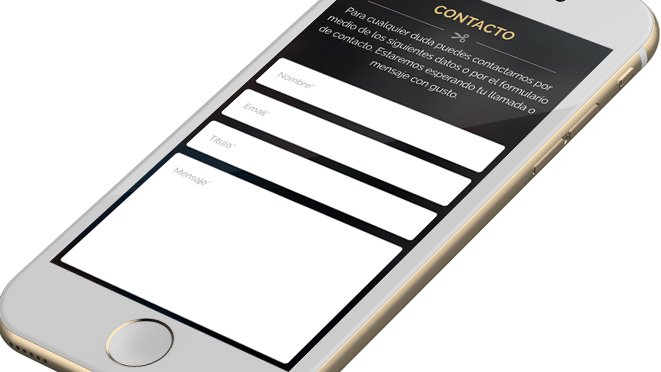 CONTACTO
Para cualquier duda puedes contactarnos por
medio de los siguientes datos o por el formulario
de contacto. Estaremos esperando tu llamada o
mensaje con gusto.
Nombre*
Email*
Título*
Mensaje*